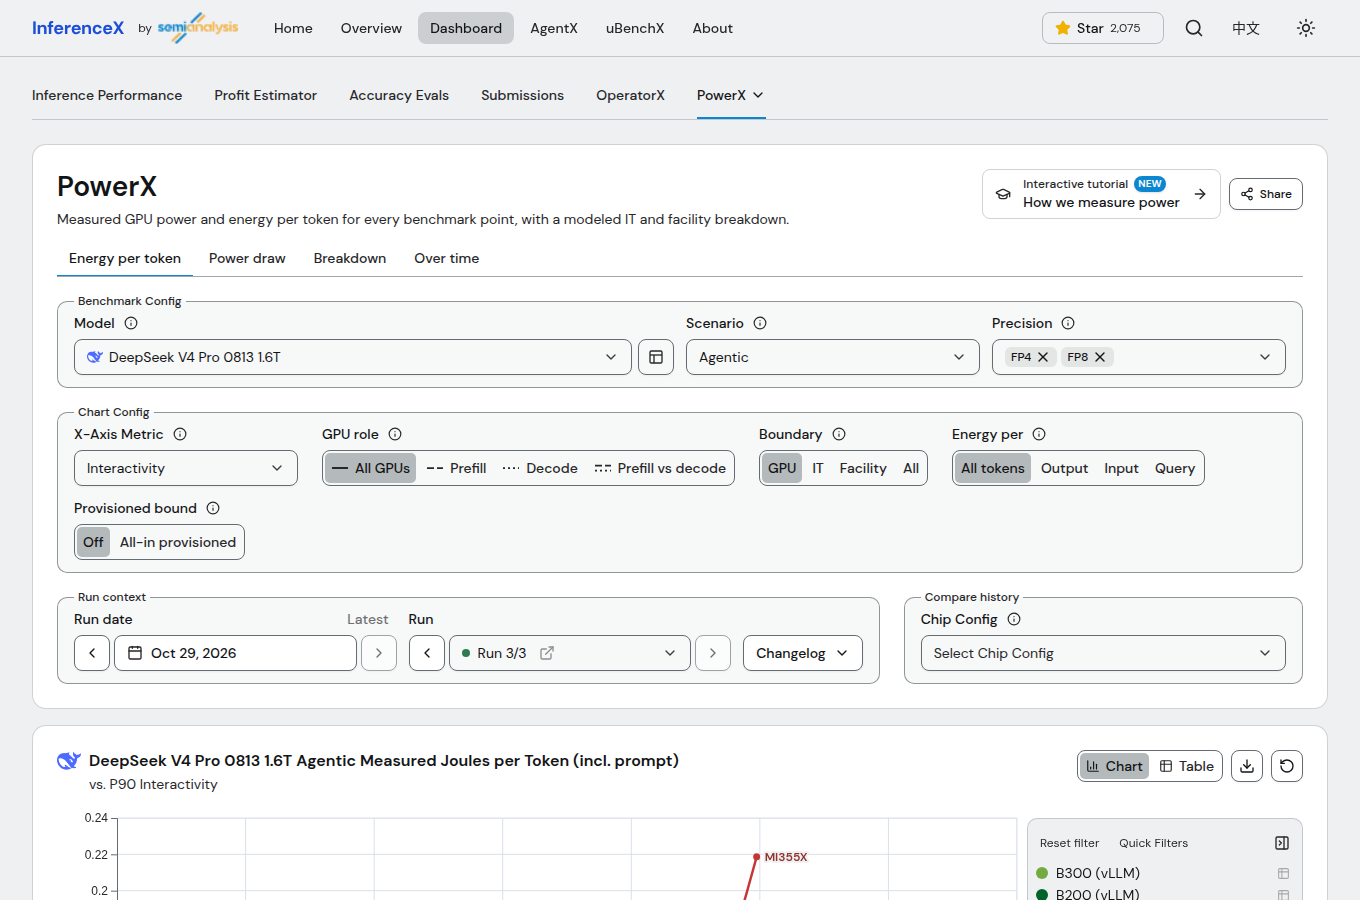 InferenceX by semianalysis Home Overview Dashboard AgentX uBenchX About Star 2,075 中文
Inference Performance Profit Estimator Accuracy Evals Submissions OperatorX PowerX
PowerX
Measured GPU power and energy per token for every benchmark point, with a modeled IT and facility breakdown.
Interactive tutorial NEW
How we measure power
Share
Energy per token Power draw Breakdown Over time
Benchmark Config
Model Scenario Precision
DeepSeek V4 Pro 0813 1.6T Agentic FP4 FP8
Chart Config
X-Axis Metric GPU role Boundary Energy per
Interactivity All GPUs Prefill Decode Prefill vs decode GPU IT Facility All All tokens Output Input Query
Provisioned bound
Off All-in provisioned
Run context Compare history
Run date Latest Run Chip Config
Oct 29, 2026 Run 3/3 Changelog Select Chip Config
DeepSeek V4 Pro 0813 1.6T Agentic Measured Joules per Token (incl. prompt)
vs. P90 Interactivity
Chart Table
0.24
0.22
0.2
MI355X
Reset filter Quick Filters
B300 (vLLM)
B200 (vLLM)